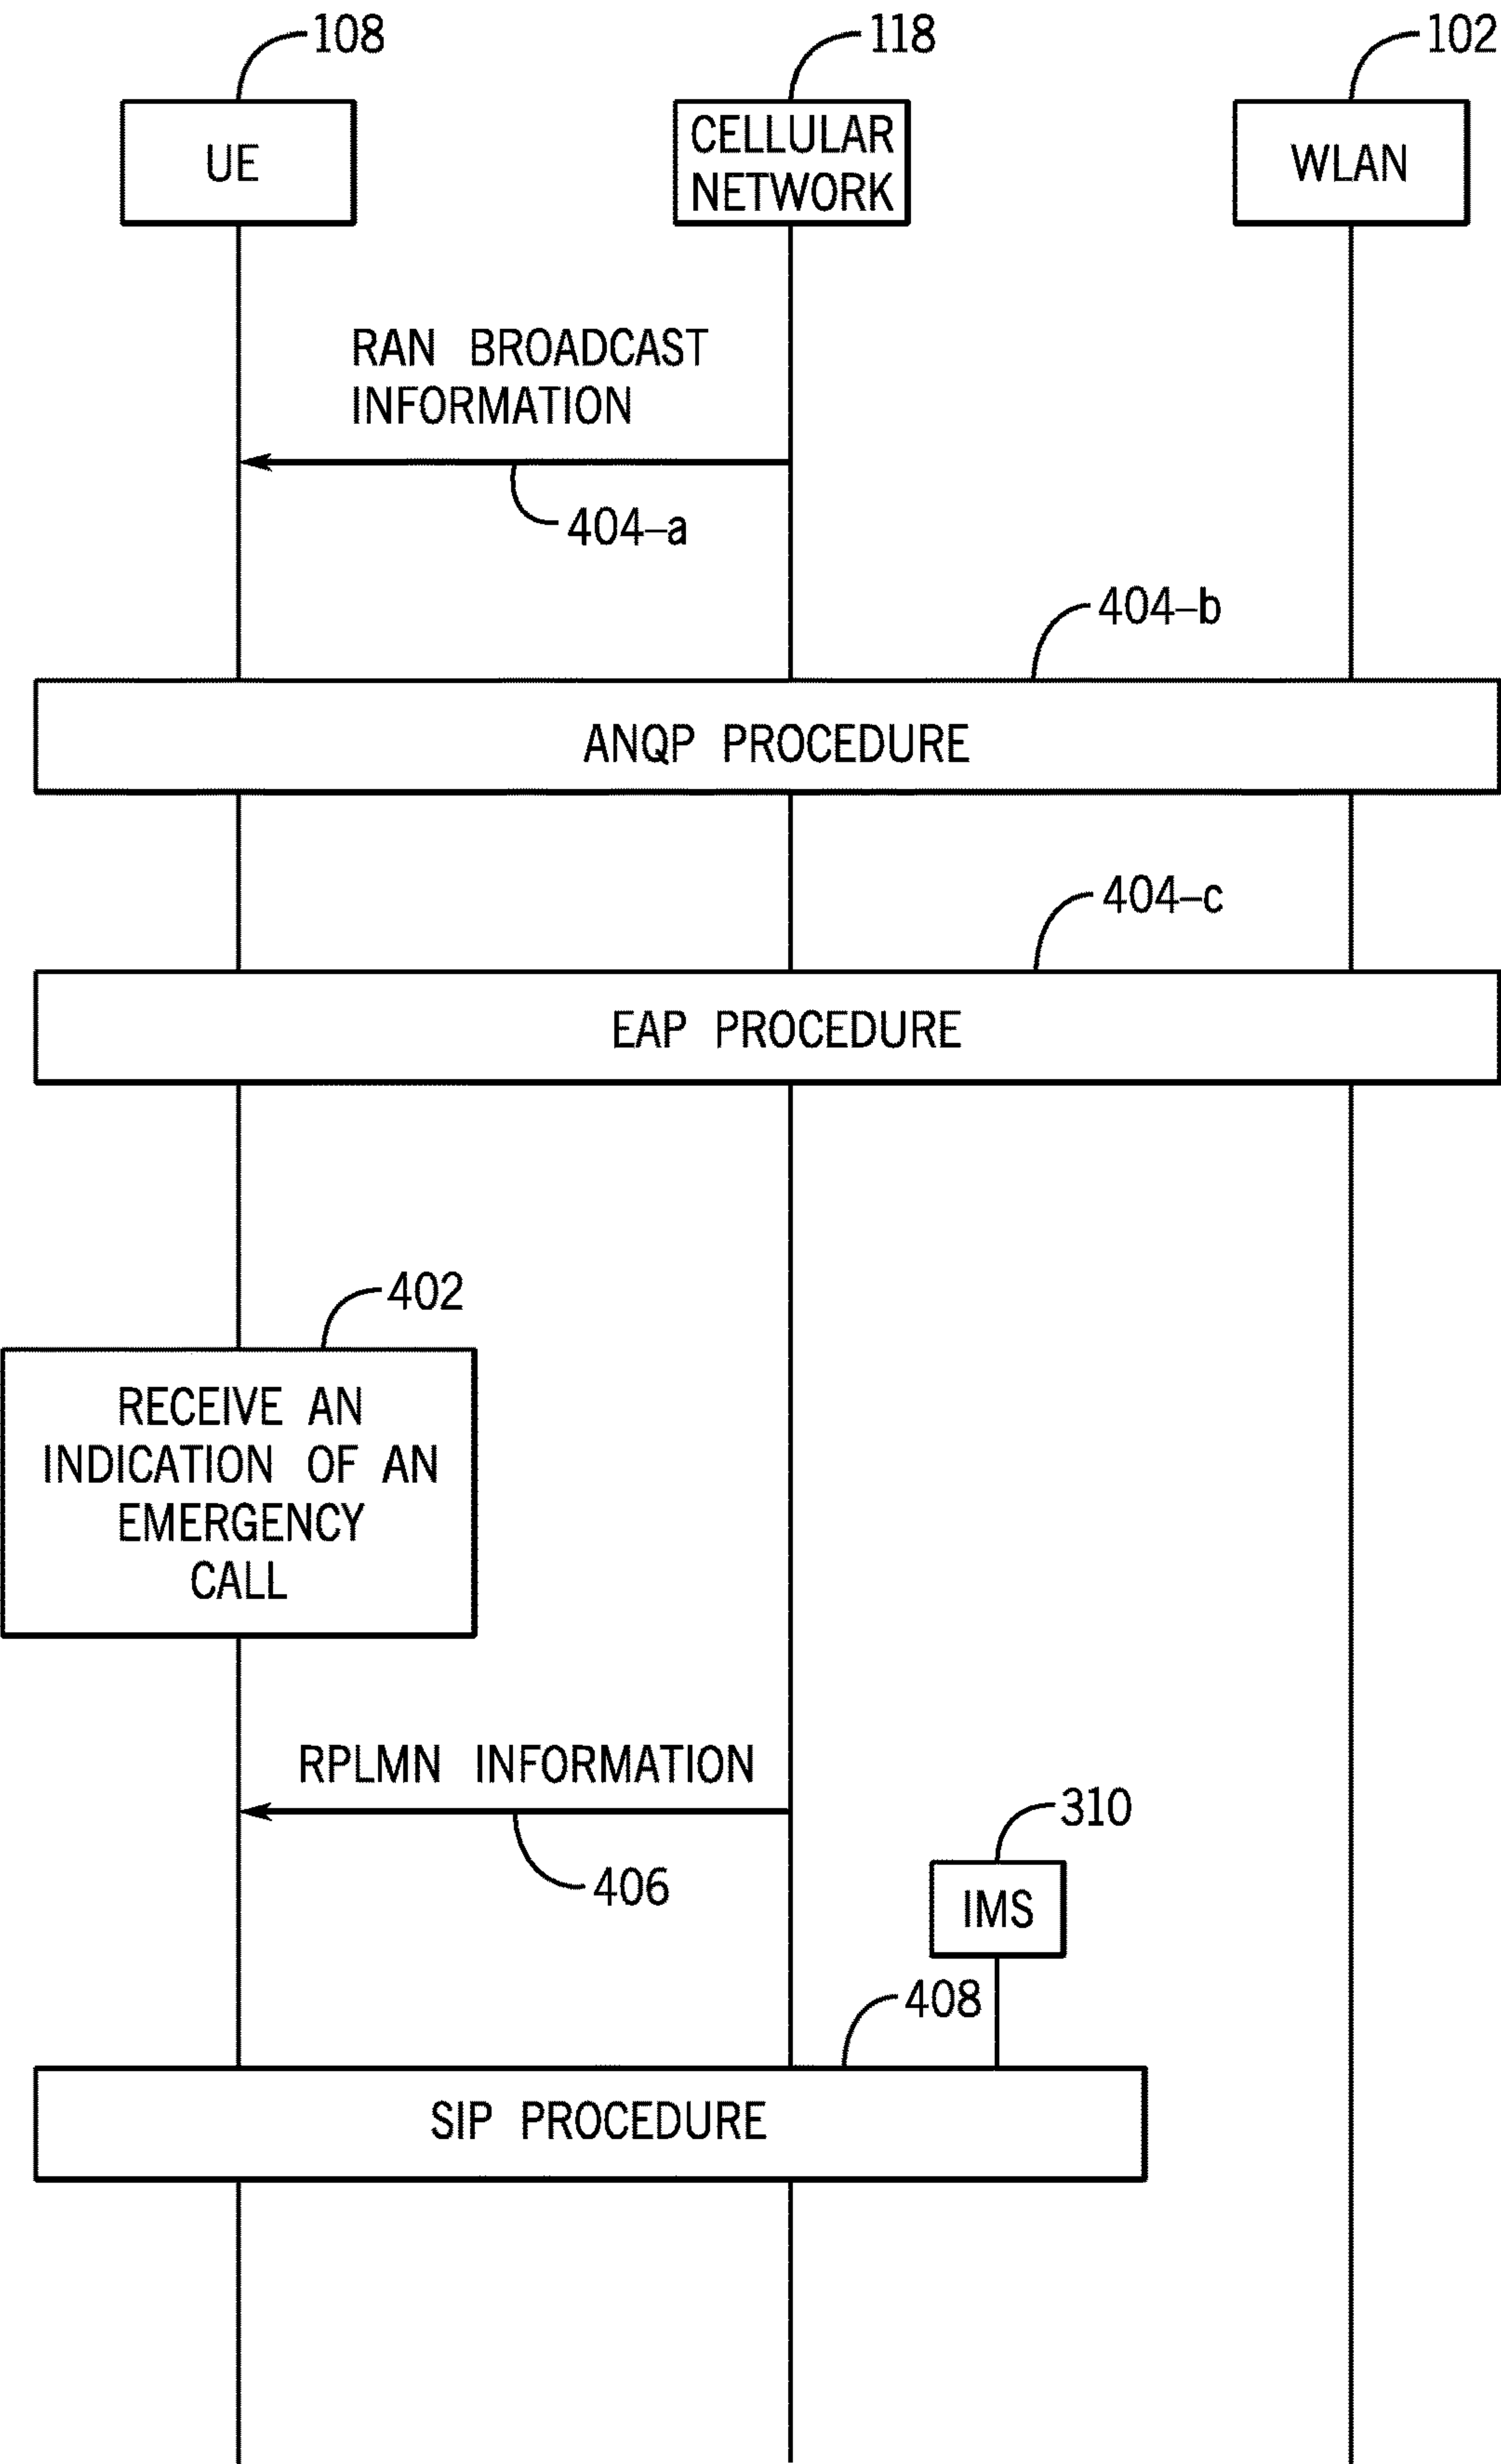 108
118
102
UE
CELLULAR
NETWORK
WLAN
RAN BROADCAST
INFORMATION
404-a
404-b
ANQP PROCEDURE
404-c
EAP PROCEDURE
402
RECEIVE AN
INDICATION OF AN
EMERGENCY
CALL
RPLMN INFORMATION
406
310
IMS
408
SIP PROCEDURE